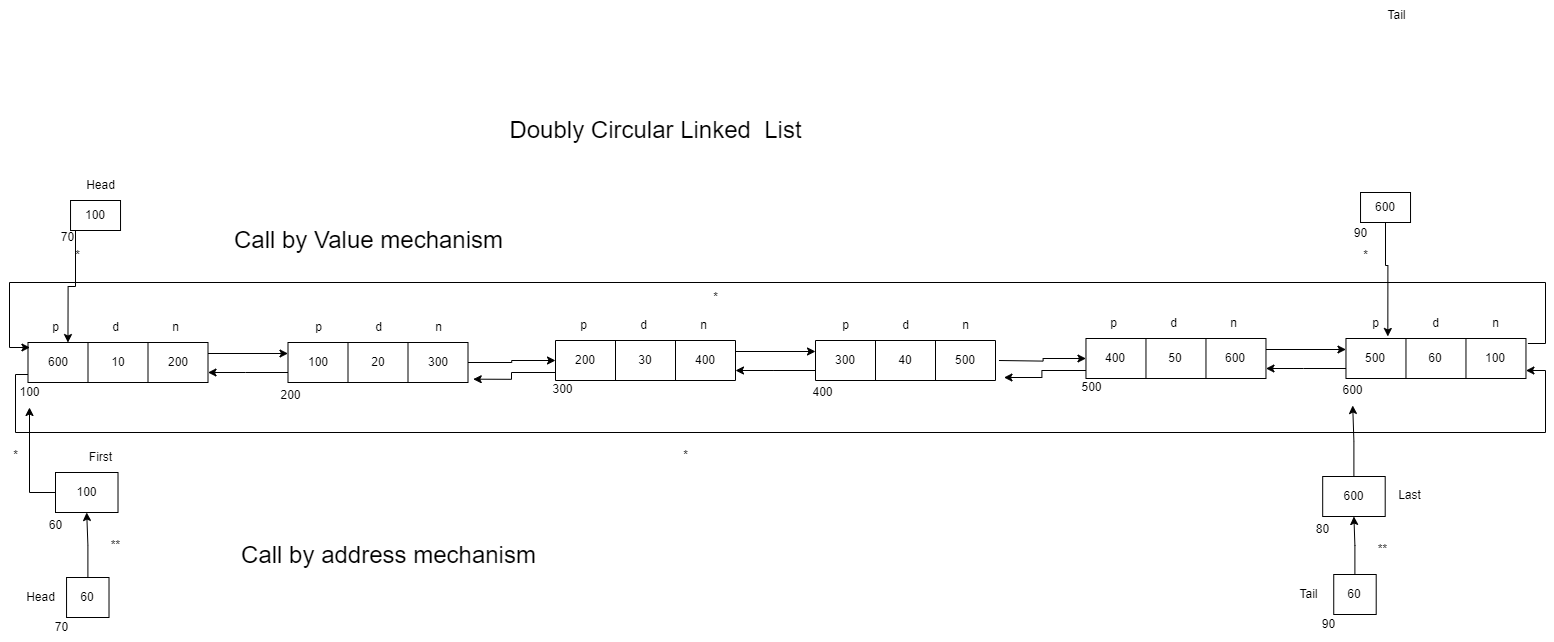 Tail
Doubly Circular Linked  List
Head
100
600
70
90
Call by Value mechanism
*
*
*
p d n p d n p d n p d n p d n p d n
600 10 200 100 20 300 200 30 400 300 40 500 400 50 600 500 60 100
100 200 300 400 500 600
* First * 
100 600 Last
60 80
** **
Call by address mechanism
Head 60 Tail 60
70 90